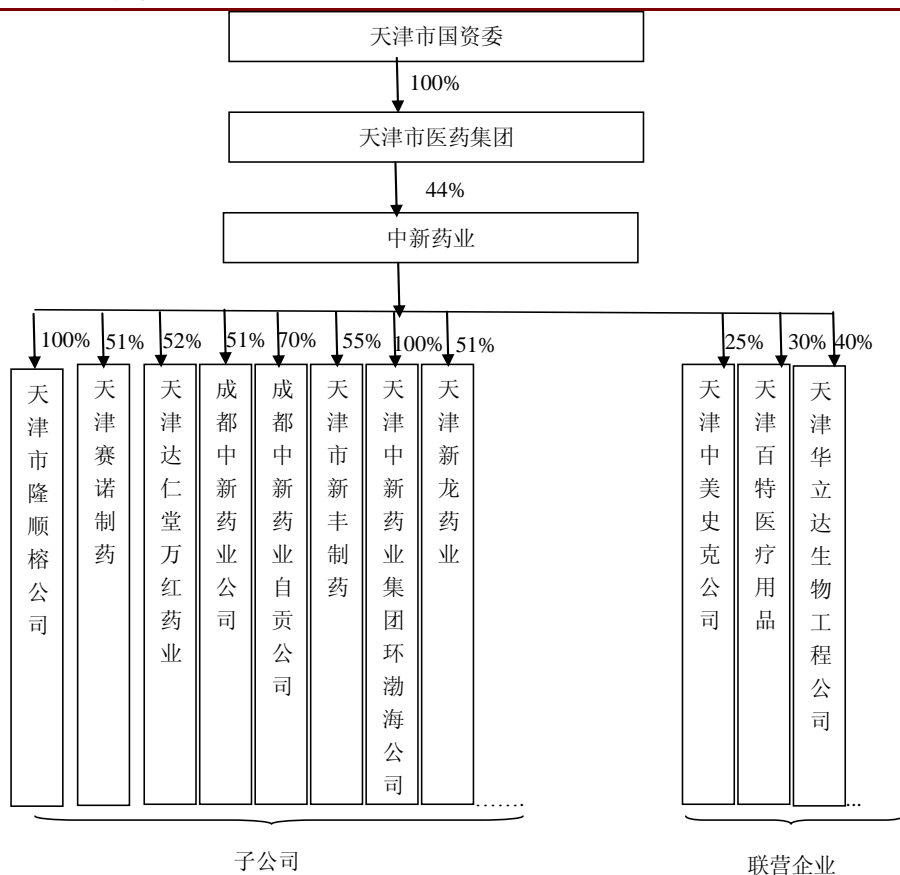 天津市国资委
100%
天津市医药集团
44%
中新药业
100%
51%
52%
51%
70%
55%
100%
51%
25%
30%
40%
天津市隆顺榕公司
天津赛诺制药
天津达仁堂万红药业
成都中新药业公司
成都中新药业自贡公司
天津市新丰制药
天津中新药业集团环渤海公司
天津新龙药业
…….
天津中美史克公司
天津百特医疗用品
天津华立达生物工程公司
...
子公司
联营企业